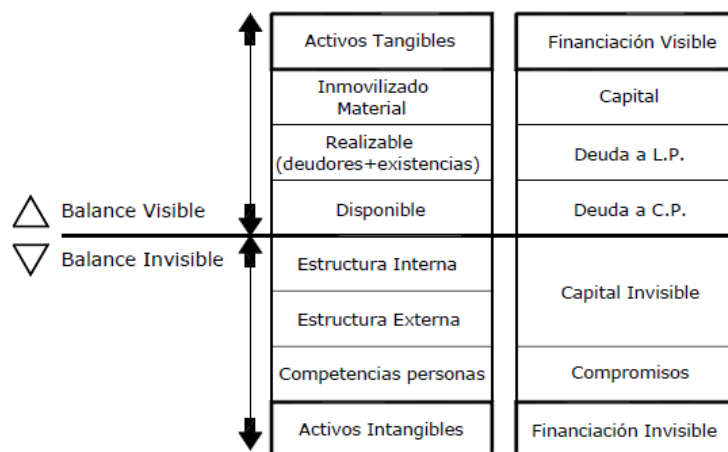 Activos Tangibles
Financiación Visible
Inmovilizado
Material
Capital
Realizable
(deudores+existencias)
Deuda a L.P.
Balance Visible
Disponible
Deuda a C.P.
Balance Invisible
Estructura Interna
Capital Invisible
Estructura Externa
Competencias personas
Compromisos
Activos Intangibles
Financiación Invisible